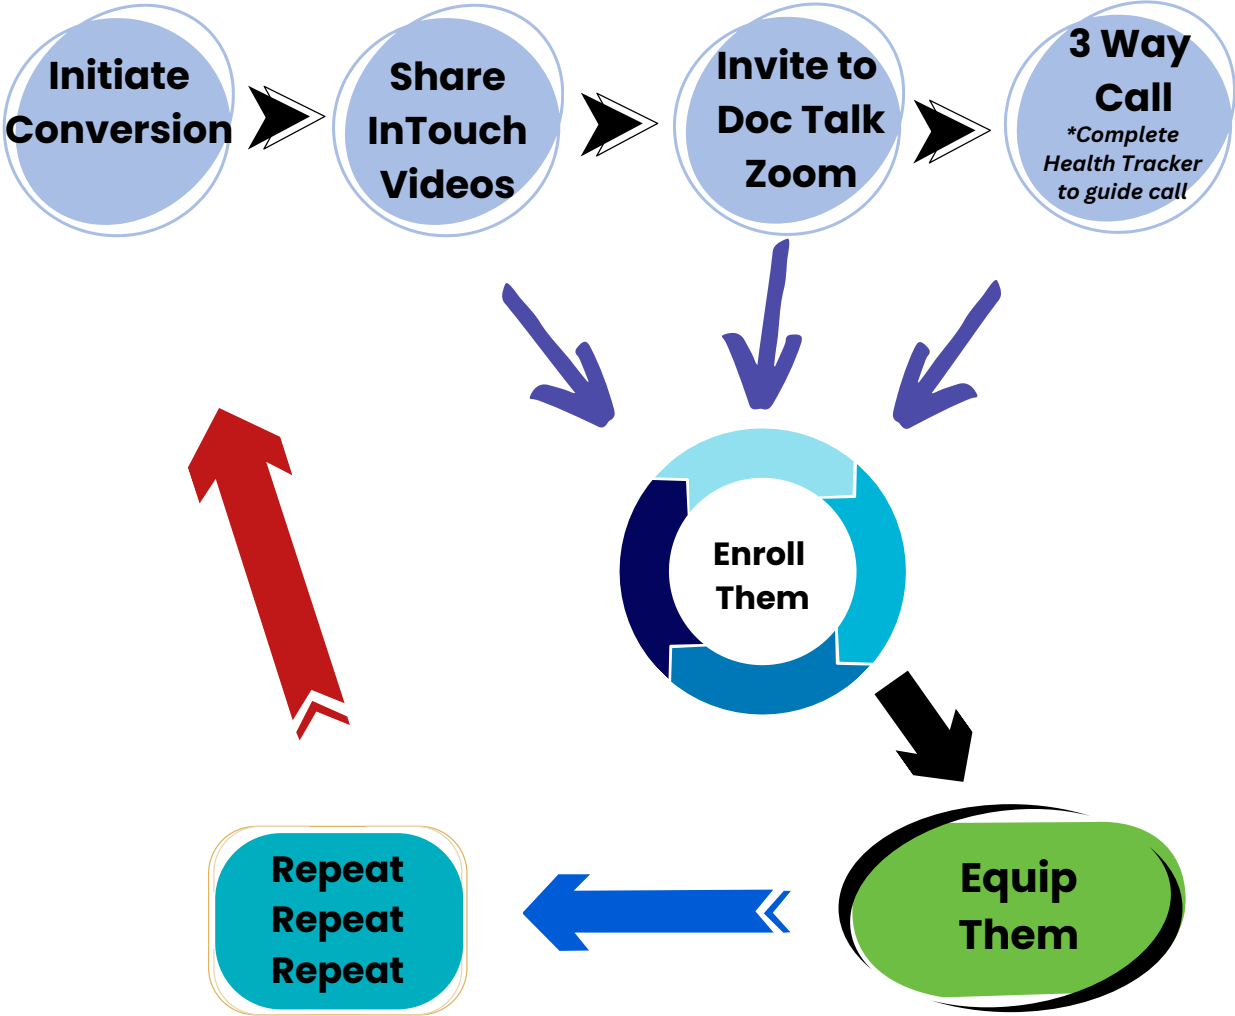 Initiate
Conversion
Share
InTouch
Videos
Invite to
Doc Talk
Zoom
3 Way
Call
*Complete
Health Tracker
to guide call
Enroll
Them
Equip
Them
Repeat
Repeat
Repeat